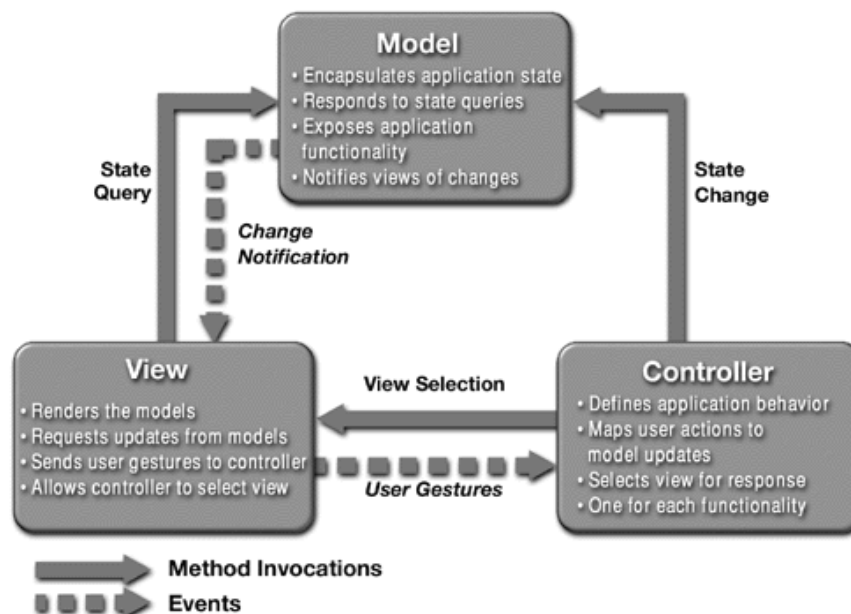 Model
• Encapsulates application state
• Responds to state queries
• Exposes application
functionality
• Notifies views of changes
State
Query
Change
Notification
State
Change
View
• Renders the models
• Requests updates from models
• Sends user gestures to controller
• Allows controller to select view
View Selection
User Gestures
Controller
• Defines application behavior
• Maps user actions to
model updates
• Selects view for response
• One for each functionality
Method Invocations
Events